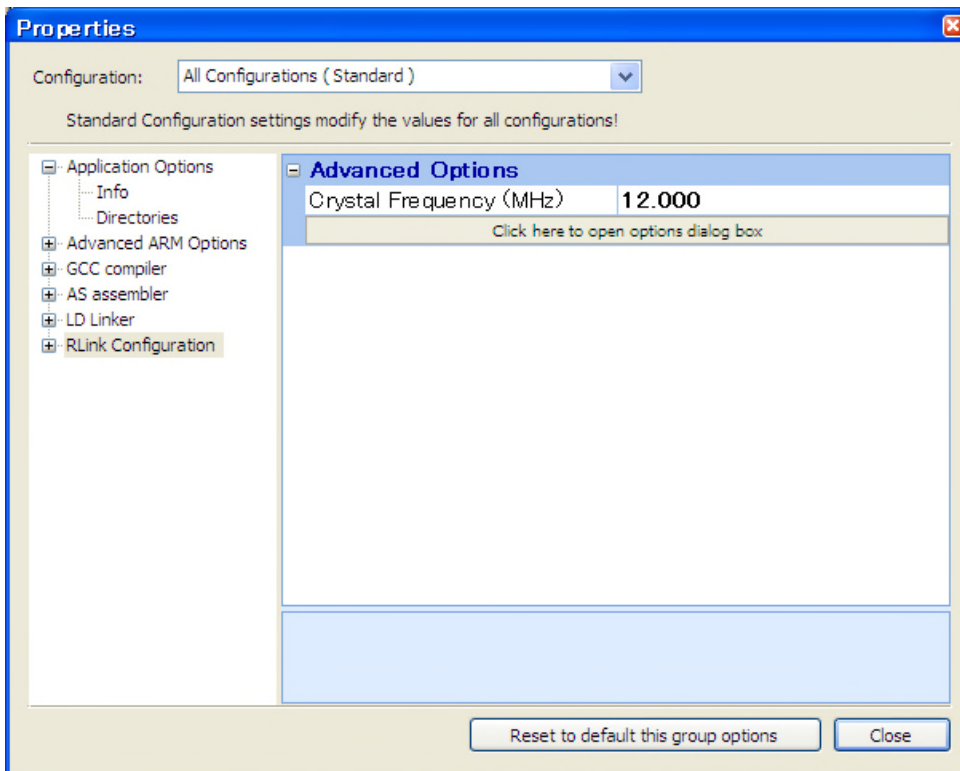 Properties
Configuration: All Configurations ( Standard )
Standard Configuration settings modify the values for all configurations!
Application Options
Info
Directories
Advanced ARM Options
GCC compiler
AS assembler
LD Linker
RLink Configuration
Advanced Options
Crystal Frequency (MHz) 12.000
Click here to open options dialog box
Reset to default this group options Close